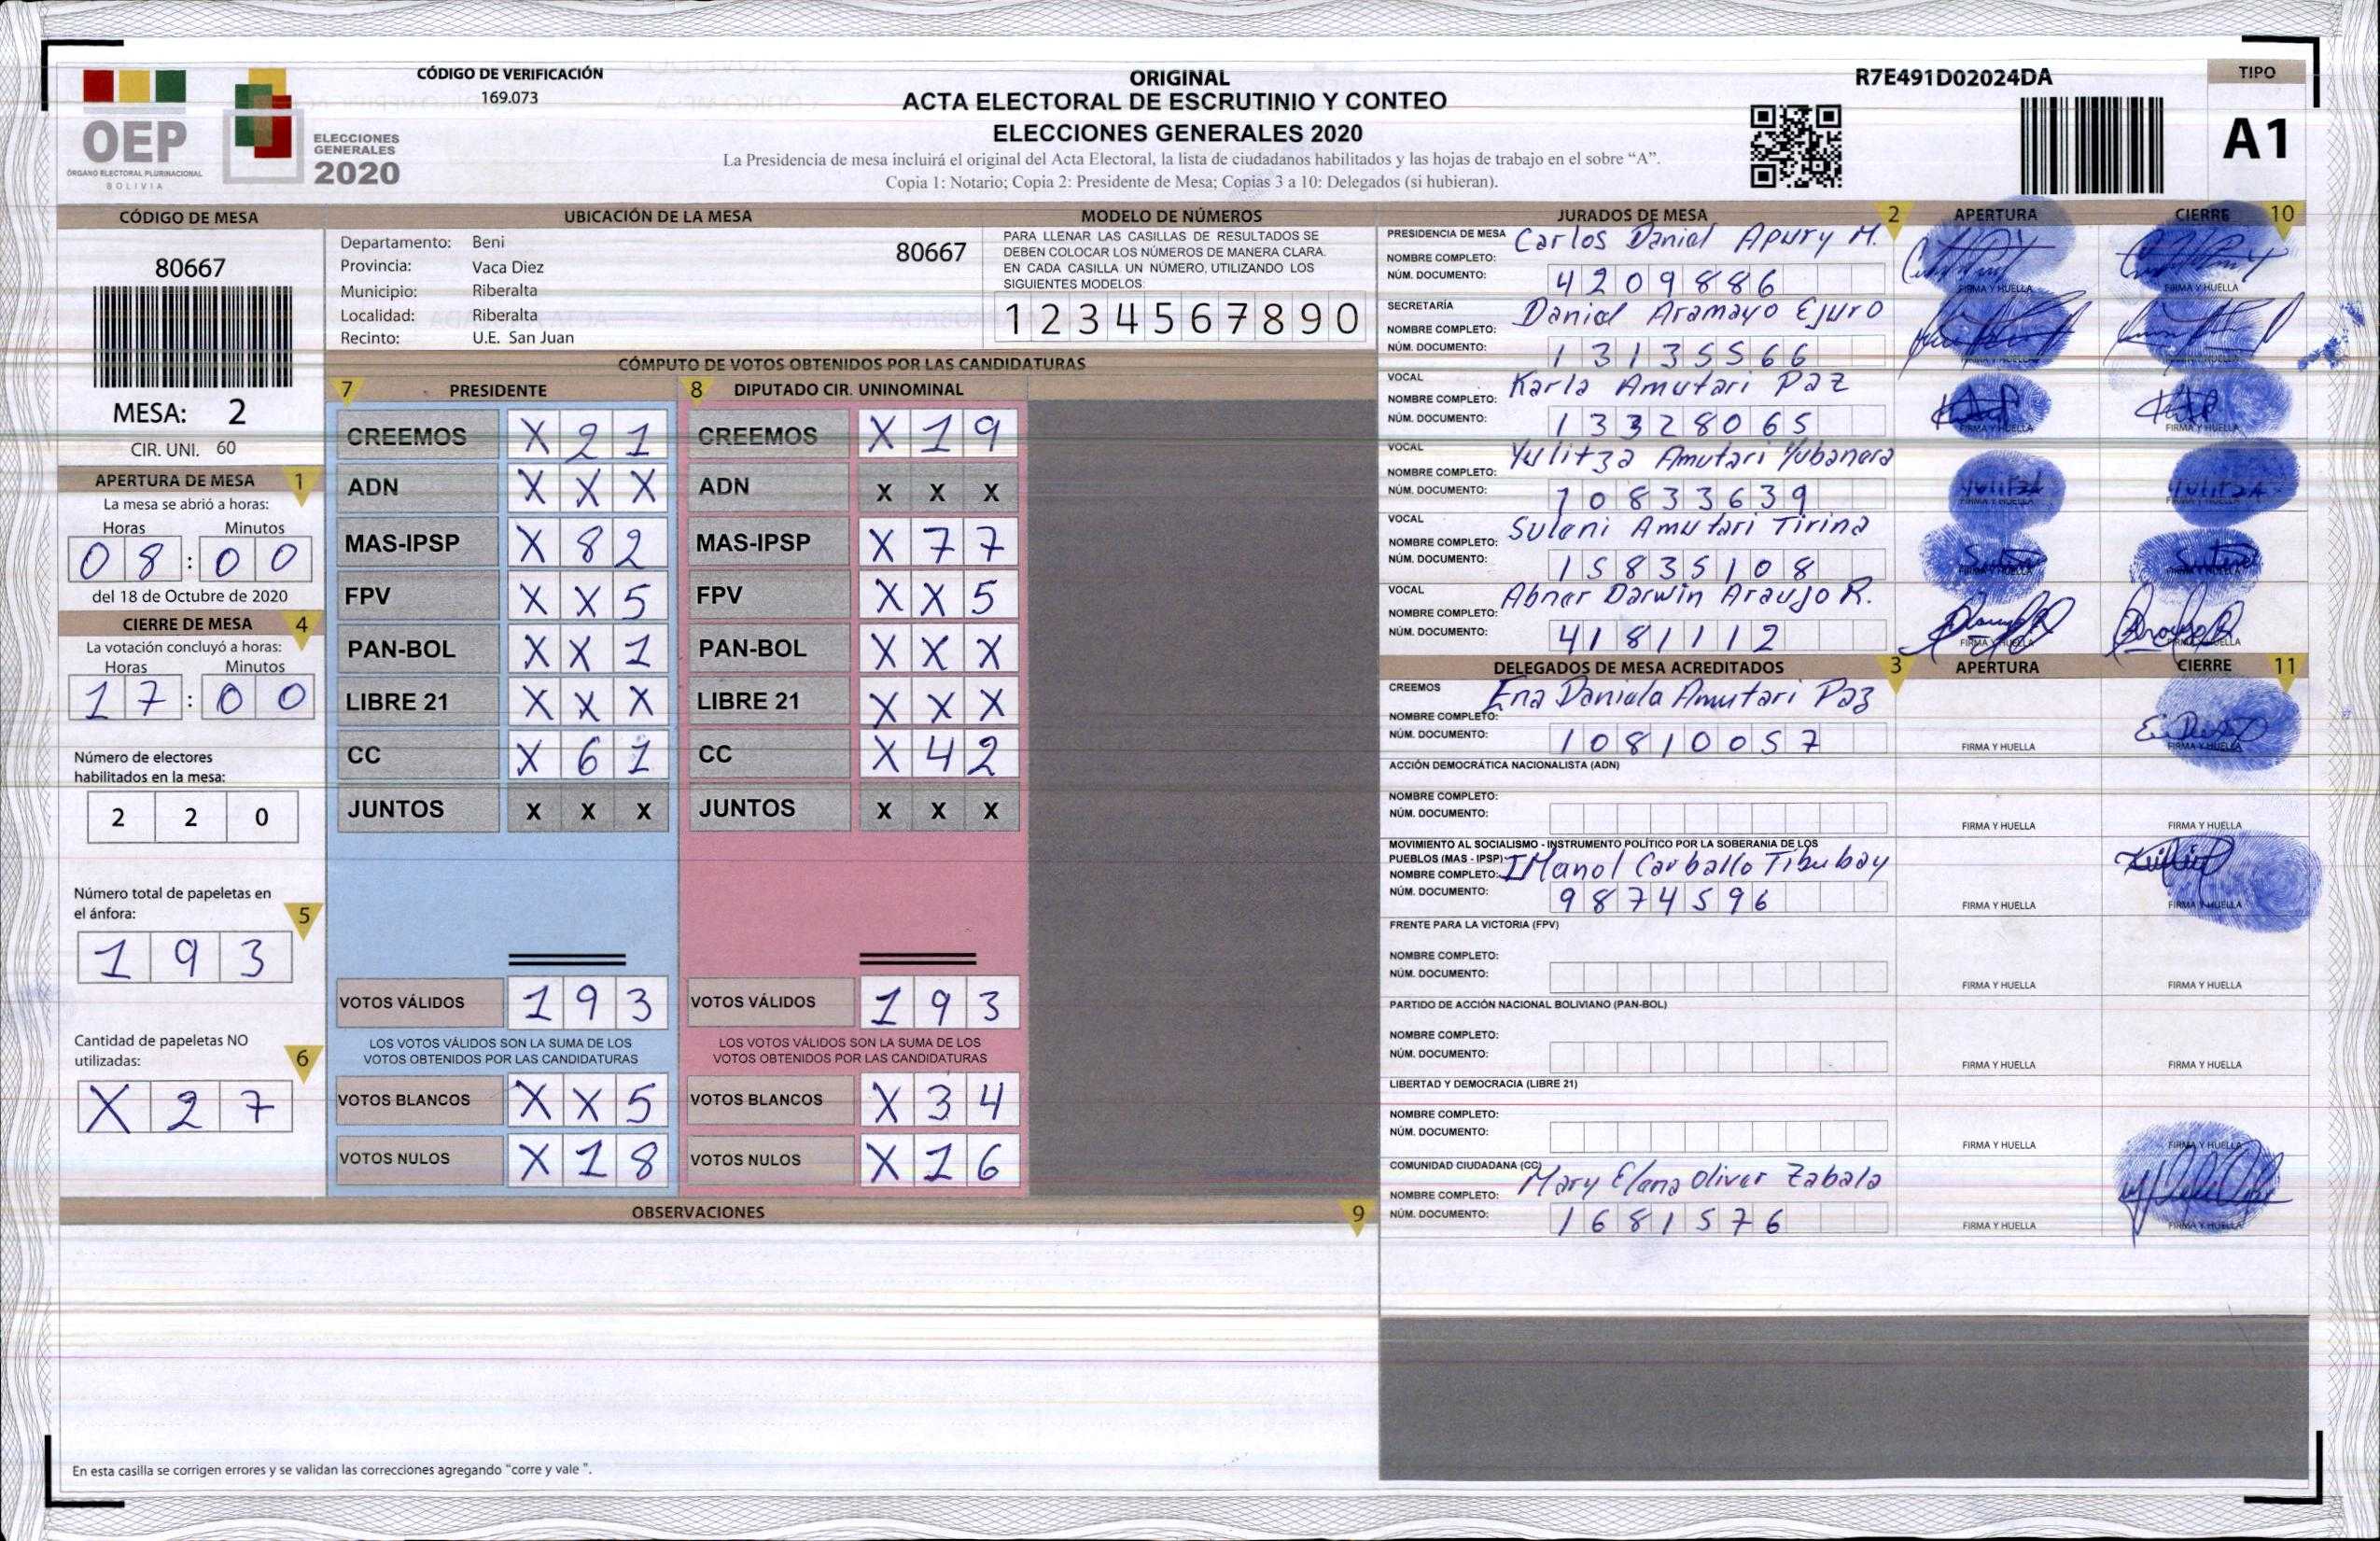 CÓDIGO DE VERIFICACIÓN
169.073
ORIGINAL
ACTA ELECTORAL DE ESCRUTINIO Y CONTEO
ELECCIONES GENERALES 2020
La Presidencia de mesa incluirá el original del Acta Electoral, la lista de ciudadanos habilitados y las hojas de trabajo en el sobre “A”.
Copia 1: Notario; Copia 2: Presidente de Mesa; Copias 3 a 10: Delegados (si hubieran).
R7E491D02024DA
TIPO
A1
OEP
ÓRGANO ELECTORAL PLURINACIONAL
BOLIVIA
ELECCIONES
GENERALES
2020
CÓDIGO DE MESA
80667
MESA: 2
CIR. UNI. 60
APERTURA DE MESA 1
La mesa se abrió a horas:
Horas Minutos
08:00
del 18 de Octubre de 2020
CIERRE DE MESA 4
La votación concluyó a horas:
Horas Minutos
17:00
Número de electores
habilitados en la mesa:
2 2 0
Número total de papeletas en
el ánfora: 5
1 9 3
Cantidad de papeletas NO
utilizadas: 6
X 2 7
UBICACIÓN DE LA MESA
Departamento: Beni 80667
Provincia: Vaca Diez
Municipio: Riberalta
Localidad: Riberalta
Recinto: U.E. San Juan
MODELO DE NÚMEROS
PARA LLENAR LAS CASILLAS DE RESULTADOS SE
DEBEN COLOCAR LOS NÚMEROS DE MANERA CLARA.
EN CADA CASILLA UN NÚMERO, UTILIZANDO LOS
SIGUIENTES MODELOS:
1 2 3 4 5 6 7 8 9 0
CÓMPUTO DE VOTOS OBTENIDOS POR LAS CANDIDATURAS
7 PRESIDENTE
CREEMOS X 2 1
ADN X X X
MAS-IPSP X 8 2
FPV X X 5
PAN-BOL X X 1
LIBRE 21 X X X
CC X 6 1
JUNTOS X X X
VOTOS VÁLIDOS 1 9 3
LOS VOTOS VÁLIDOS SON LA SUMA DE LOS
VOTOS OBTENIDOS POR LAS CANDIDATURAS
VOTOS BLANCOS X X 5
VOTOS NULOS X 1 8
8 DIPUTADO CIR. UNINOMINAL
CREEMOS X 1 9
ADN X X X
MAS-IPSP X 7 7
FPV X X 5
PAN-BOL X X X
LIBRE 21 X X X
CC X 4 2
JUNTOS X X X
VOTOS VÁLIDOS 1 9 3
LOS VOTOS VÁLIDOS SON LA SUMA DE LOS
VOTOS OBTENIDOS POR LAS CANDIDATURAS
VOTOS BLANCOS X 3 4
VOTOS NULOS X 1 6
OBSERVACIONES 9
En esta casilla se corrigen errores y se validan las correcciones agregando “corre y vale ”.
JURADOS DE MESA 2 APERTURA CIERRE 10
PRESIDENCIA DE MESA
NOMBRE COMPLETO: Carlos Daniel Apury M.
NÚM. DOCUMENTO: 4209886
FIRMA Y HUELLA FIRMA Y HUELLA
SECRETARÍA
NOMBRE COMPLETO: Daniel Aramayo Ejuro
NÚM. DOCUMENTO: 13135566
FIRMA Y HUELLA
VOCAL
NOMBRE COMPLETO: Karla Amutari Paz
NÚM. DOCUMENTO: 13328065
FIRMA Y HUELLA FIRMA Y HUELLA
VOCAL
NOMBRE COMPLETO: Yulitza Amutari Yubanera
NÚM. DOCUMENTO: 10833639
Yulitza Yulitza
FIRMA Y HUELLA FIRMA Y HUELLA
VOCAL
NOMBRE COMPLETO: Suleni Amutari Tirina
NÚM. DOCUMENTO: 15835108
FIRMA Y HUELLA FIRMA Y HUELLA
VOCAL
NOMBRE COMPLETO: Abner Darwin Araujo R.
NÚM. DOCUMENTO: 4181112
FIRMA Y HUELLA FIRMA Y HUELLA
DELEGADOS DE MESA ACREDITADOS 3 APERTURA CIERRE 11
CREEMOS
NOMBRE COMPLETO: Ena Daniela Amutari Paz
NÚM. DOCUMENTO: 10810057
FIRMA Y HUELLA FIRMA Y HUELLA
ACCIÓN DEMOCRÁTICA NACIONALISTA (ADN)
NOMBRE COMPLETO:
NÚM. DOCUMENTO:
FIRMA Y HUELLA FIRMA Y HUELLA
MOVIMIENTO AL SOCIALISMO - INSTRUMENTO POLÍTICO POR LA SOBERANIA DE LOS
PUEBLOS (MAS - IPSP)
NOMBRE COMPLETO: IManol Carballo Tibubay
NÚM. DOCUMENTO: 9874596
FIRMA Y HUELLA FIRMA Y HUELLA
FRENTE PARA LA VICTORIA (FPV)
NOMBRE COMPLETO:
NÚM. DOCUMENTO:
FIRMA Y HUELLA FIRMA Y HUELLA
PARTIDO DE ACCIÓN NACIONAL BOLIVIANO (PAN-BOL)
NOMBRE COMPLETO:
NÚM. DOCUMENTO:
FIRMA Y HUELLA FIRMA Y HUELLA
LIBERTAD Y DEMOCRACIA (LIBRE 21)
NOMBRE COMPLETO:
NÚM. DOCUMENTO:
FIRMA Y HUELLA FIRMA Y HUELLA
COMUNIDAD CIUDADANA (CC)
NOMBRE COMPLETO: Mary Elena Oliver Zabala
NÚM. DOCUMENTO: 1681576
FIRMA Y HUELLA FIRMA Y HUELLA